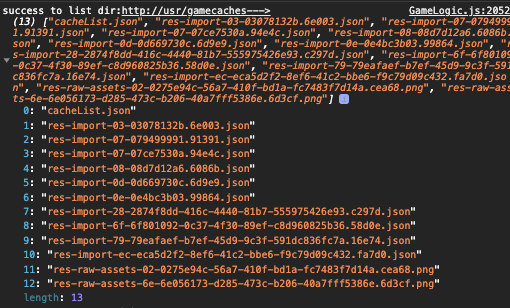 success to list dir:http://usr/gamecaches--->
GameLogic.js:2052
(13) ["cacheList.json", "res-import-03-03078132b.6e003.json", "res-import-07-0794999
1.91391.json", "res-import-07-07ce7530a.94e4c.json", "res-import-08-08d7d12a6.6086b.j
son", "res-import-0d-0d669730c.6d9e9.json", "res-import-0e-0e4bc3b03.99864.json", "re
s-import-28-2874f8dd-416c-4440-81b7-555975426e93.c297d.json", "res-import-6f-6f80109
2-0c37-4f30-89ef-c8d960825b36.58d0e.json", "res-import-79-79eafaef-b7ef-45d9-9c3f-591
dc836fc7a.16e74.json", "res-import-ec-eca5d2f2-8ef6-41c2-bbe6-f9c79d09c432.fa7d0.jso
n", "res-raw-assets-02-0275e94c-56a7-410f-bd1a-fc7483f7d14a.cea68.png", "res-raw-asse
ts-6e-6e056173-d285-473c-b206-40a7fff5386e.6d3cf.png"]
0: "cacheList.json"
1: "res-import-03-03078132b.6e003.json"
2: "res-import-07-079499991.91391.json"
3: "res-import-07-07ce7530a.94e4c.json"
4: "res-import-08-08d7d12a6.6086b.json"
5: "res-import-0d-0d669730c.6d9e9.json"
6: "res-import-0e-0e4bc3b03.99864.json"
7: "res-import-28-2874f8dd-416c-4440-81b7-555975426e93.c297d.json"
8: "res-import-6f-6f801092-0c37-4f30-89ef-c8d960825b36.58d0e.json"
9: "res-import-79-79eafaef-b7ef-45d9-9c3f-591dc836fc7a.16e74.json"
10: "res-import-ec-eca5d2f2-8ef6-41c2-bbe6-f9c79d09c432.fa7d0.json"
11: "res-raw-assets-02-0275e94c-56a7-410f-bd1a-fc7483f7d14a.cea68.png"
12: "res-raw-assets-6e-6e056173-d285-473c-b206-40a7fff5386e.6d3cf.png"
length: 13